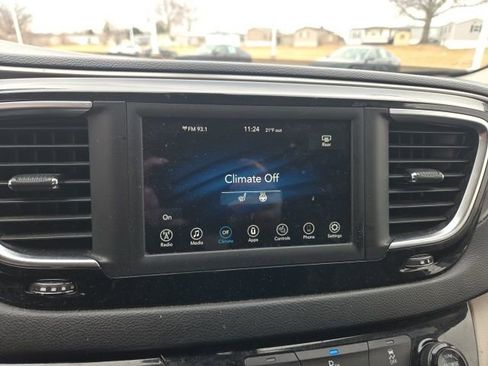 FM 93.1 11:24 21°F out
Rear
Climate Off
On
Off
Radio Media Climate Apps Controls Phone Settings
OFF